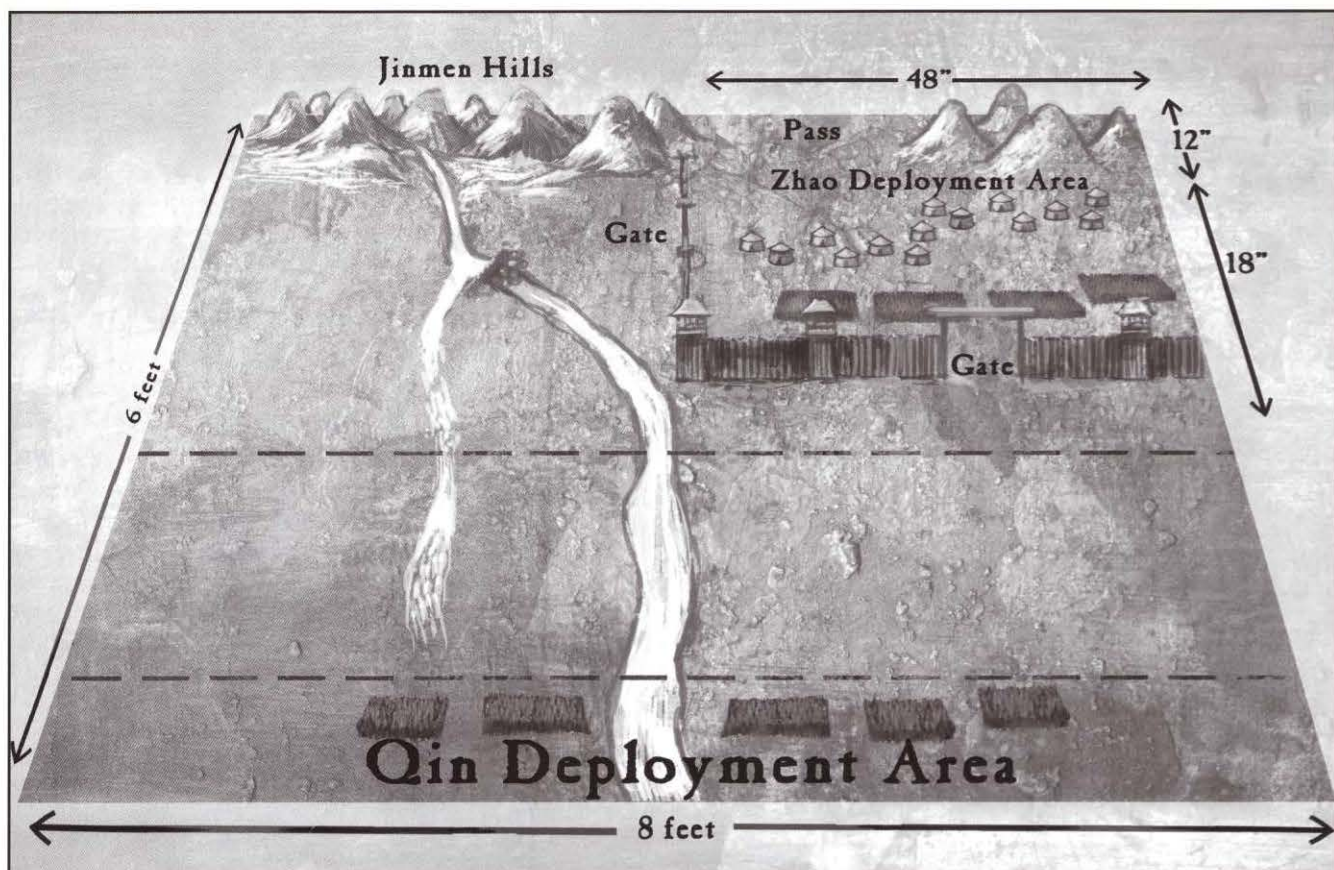 Jinmen Hills
48"
Pass
12"
Zhao Deployment Area
Gate
18"
Gate
6 feet
Qin Deployment Area
8 feet